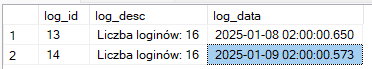 log_id log_desc log_data
1 13 Liczba loginów: 16 2025-01-08 02:00:00.650
2 14 Liczba loginów: 16 2025-01-09 02:00:00.573